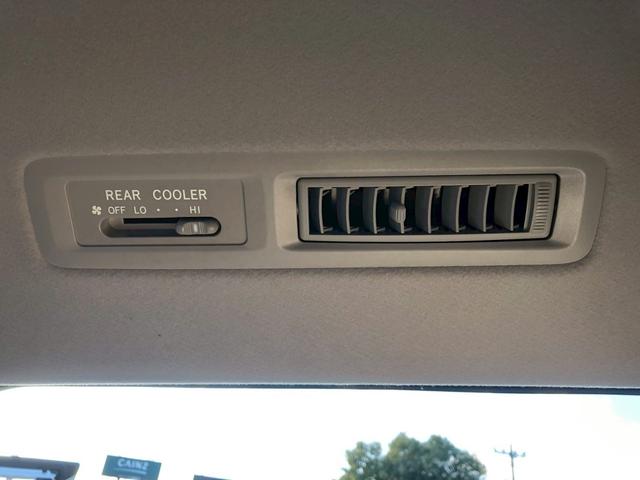 REAR COOLER
OFF LO • • HI
CAINZ